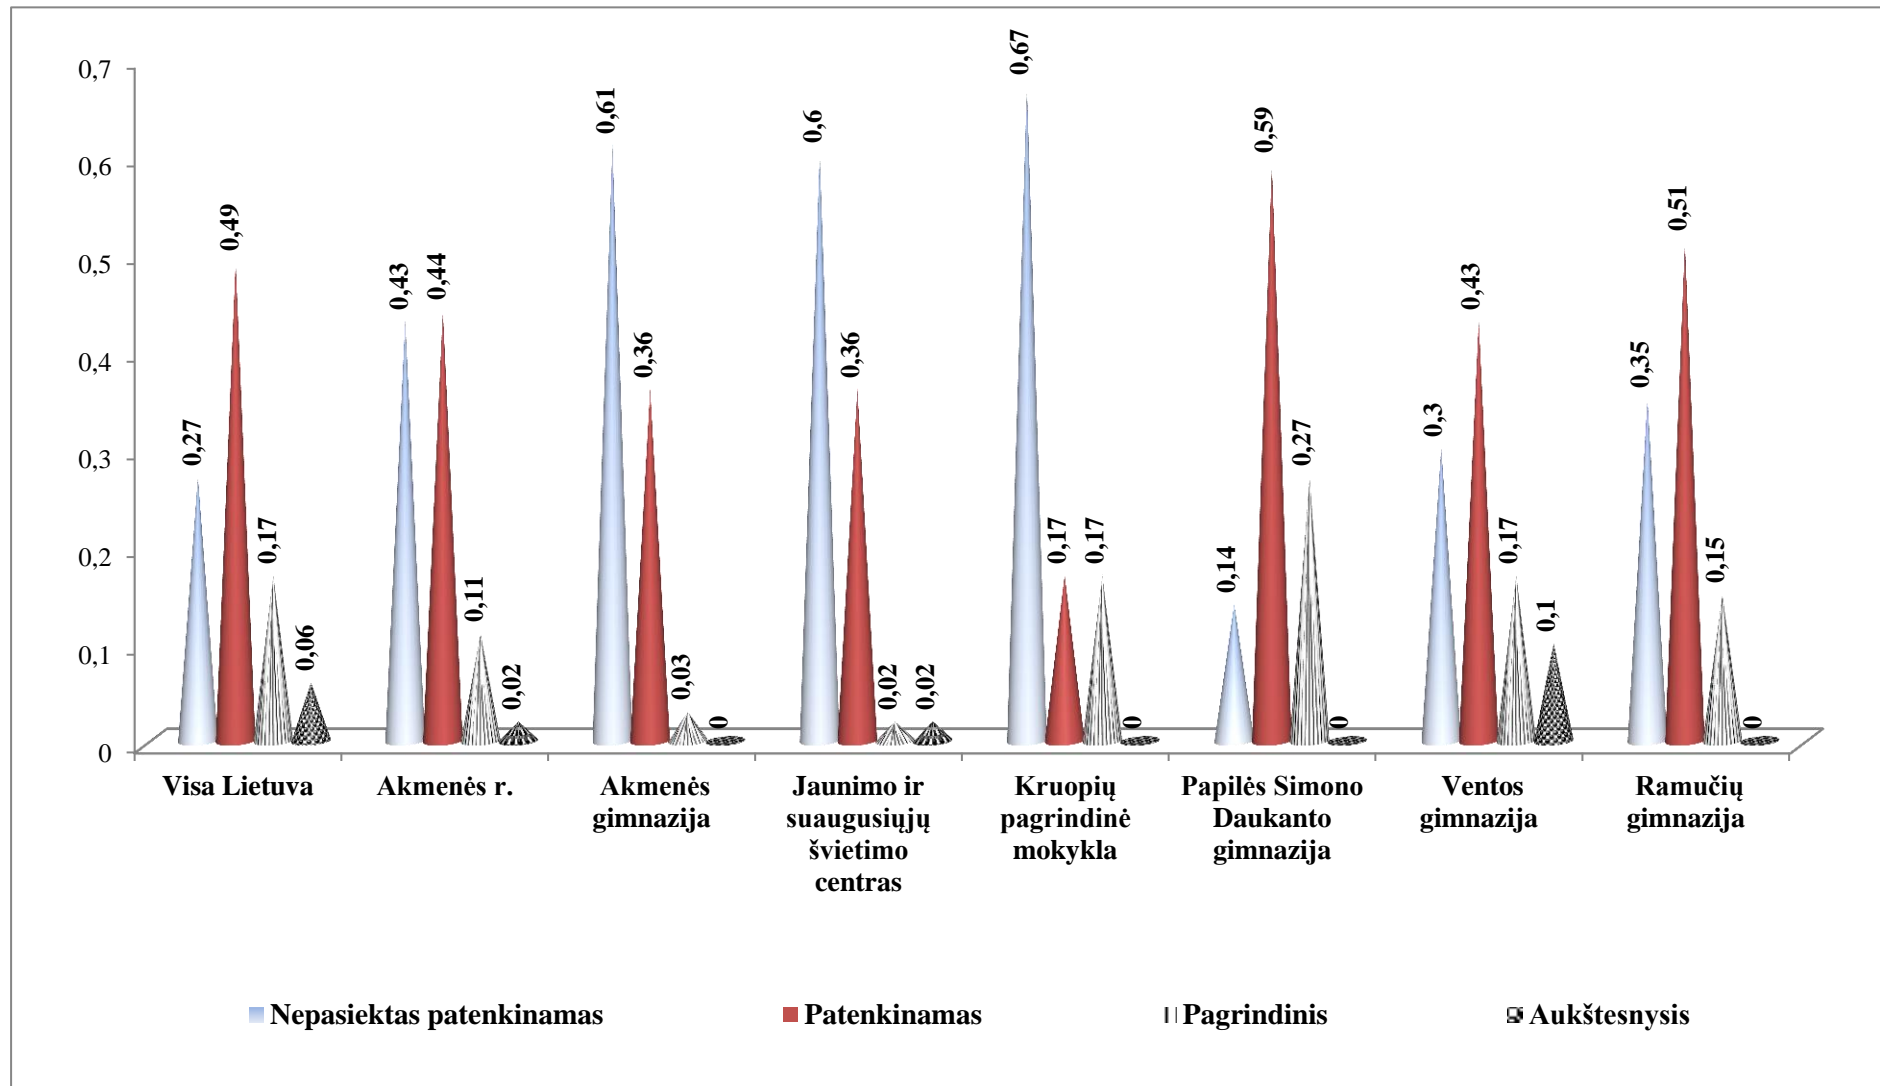 0,7
0,6
0,5
0,4
0,3
0,2
0,1
0
0,27
0,49
0,17
0,06
0,43
0,44
0,11
0,02
0,61
0,36
0,03
0
0,6
0,36
0,02
0,02
0,67
0,17
0,17
0
0,14
0,59
0,27
0
0,3
0,43
0,17
0,1
0,35
0,51
0,15
0
Visa Lietuva
Akmenės r.
Akmenės
gimnazija
Jaunimo ir
suaugusiųjų
švietimo
centras
Kruopių
pagrindinė
mokykla
Papilės Simono
Daukanto
gimnazija
Ventos
gimnazija
Ramučių
gimnazija
Nepasiektas patenkinamas
Patenkinamas
Pagrindinis
Aukštesnysis